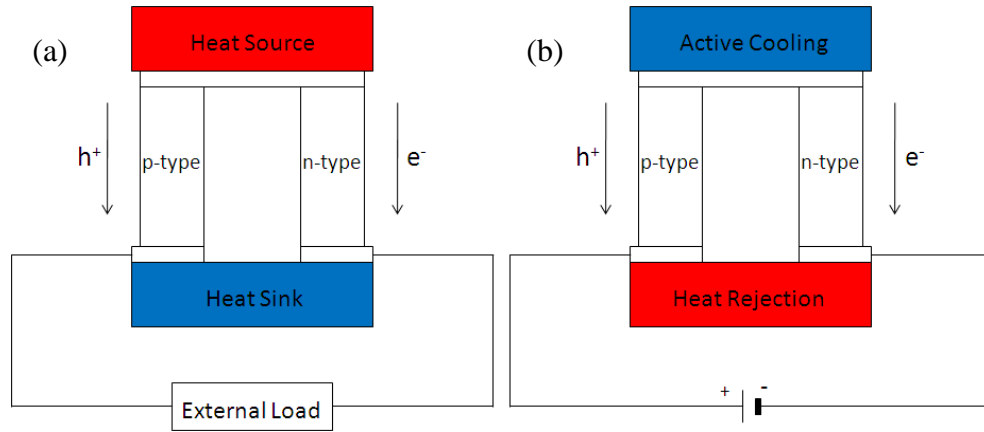 (a)
Heat Source
h+
p-type
n-type
e-
Heat Sink
External Load
(b)
Active Cooling
h+
p-type
n-type
e-
Heat Rejection
+ -